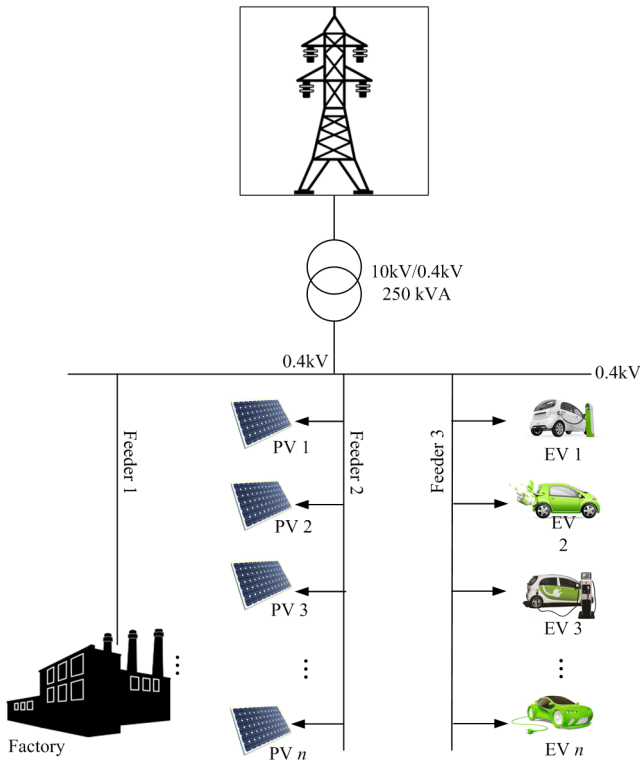 10kV/0.4kV
250 kVA
0.4kV
0.4kV
Feeder 1
Feeder 2
Feeder 3
PV 1
EV 1
PV 2
EV
2
PV 3
EV 3
⋮
⋮
⋮
Factory
PV n
EV n